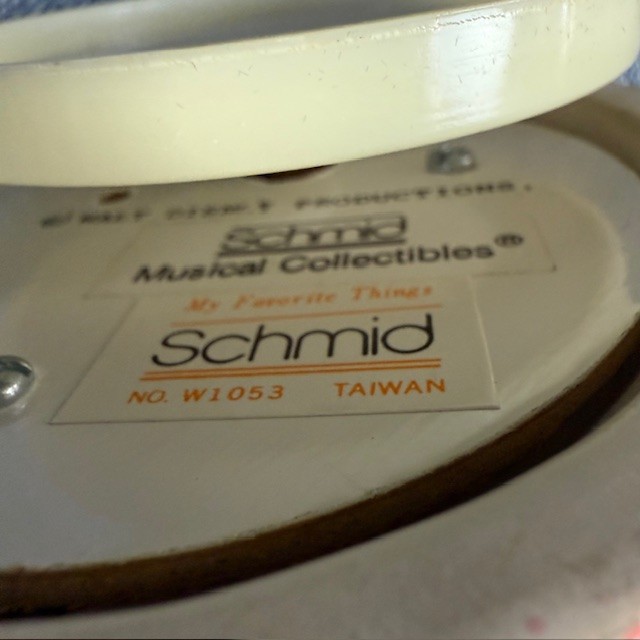 © WALT DISNEY PRODUCTIONS.
Schmid
Musical Collectibles®
My Favorite Things
Schmid
NO. W1053 TAIWAN